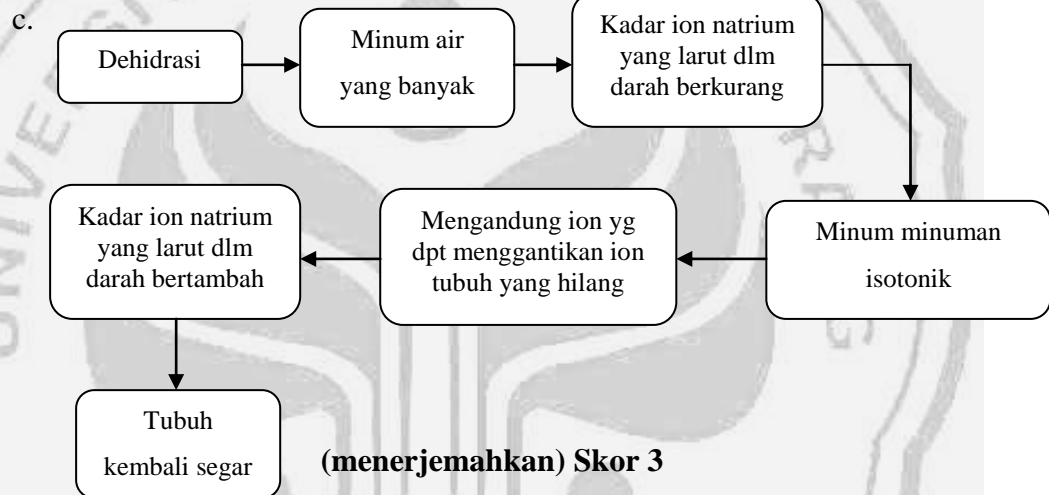 c.
Dehidrasi
Minum air
yang banyak
Kadar ion natrium
yang larut dlm
darah berkurang
Minum minuman
isotonik
Mengandung ion yg
dpt menggantikan ion
tubuh yang hilang
Kadar ion natrium
yang larut dlm
darah bertambah
Tubuh
kembali segar
(menerjemahkan) Skor 3